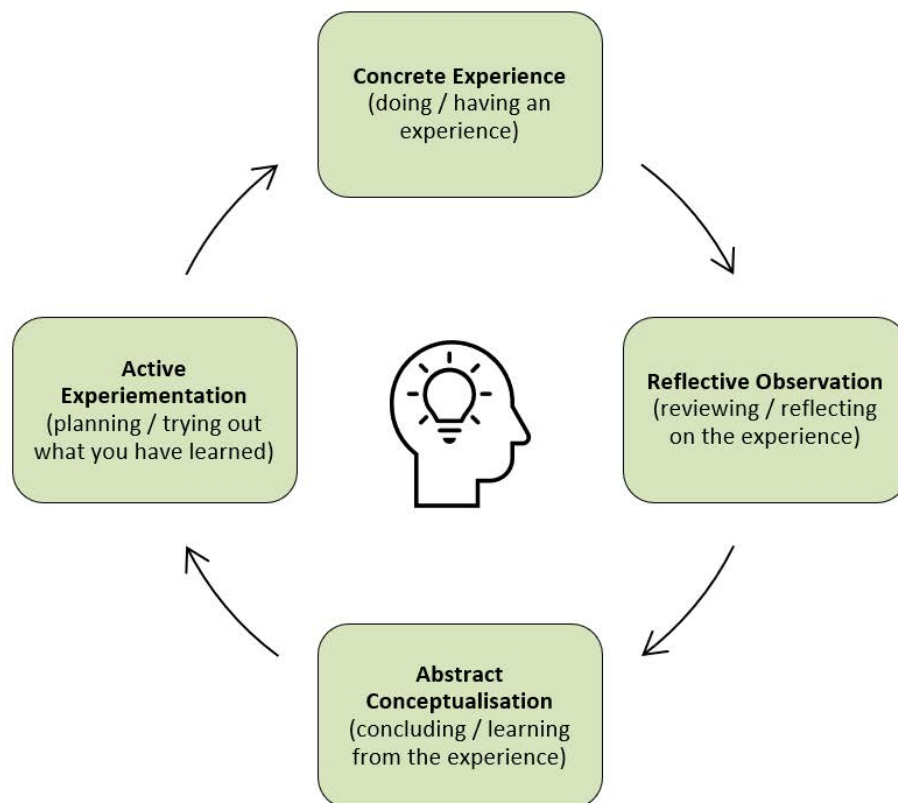 Concrete Experience
(doing / having an
experience)
Active
Experiementation
(planning / trying out
what you have learned)
Reflective Observation
(reviewing / reflecting
on the experience)
Abstract
Conceptualisation
(concluding / learning
from the experience)